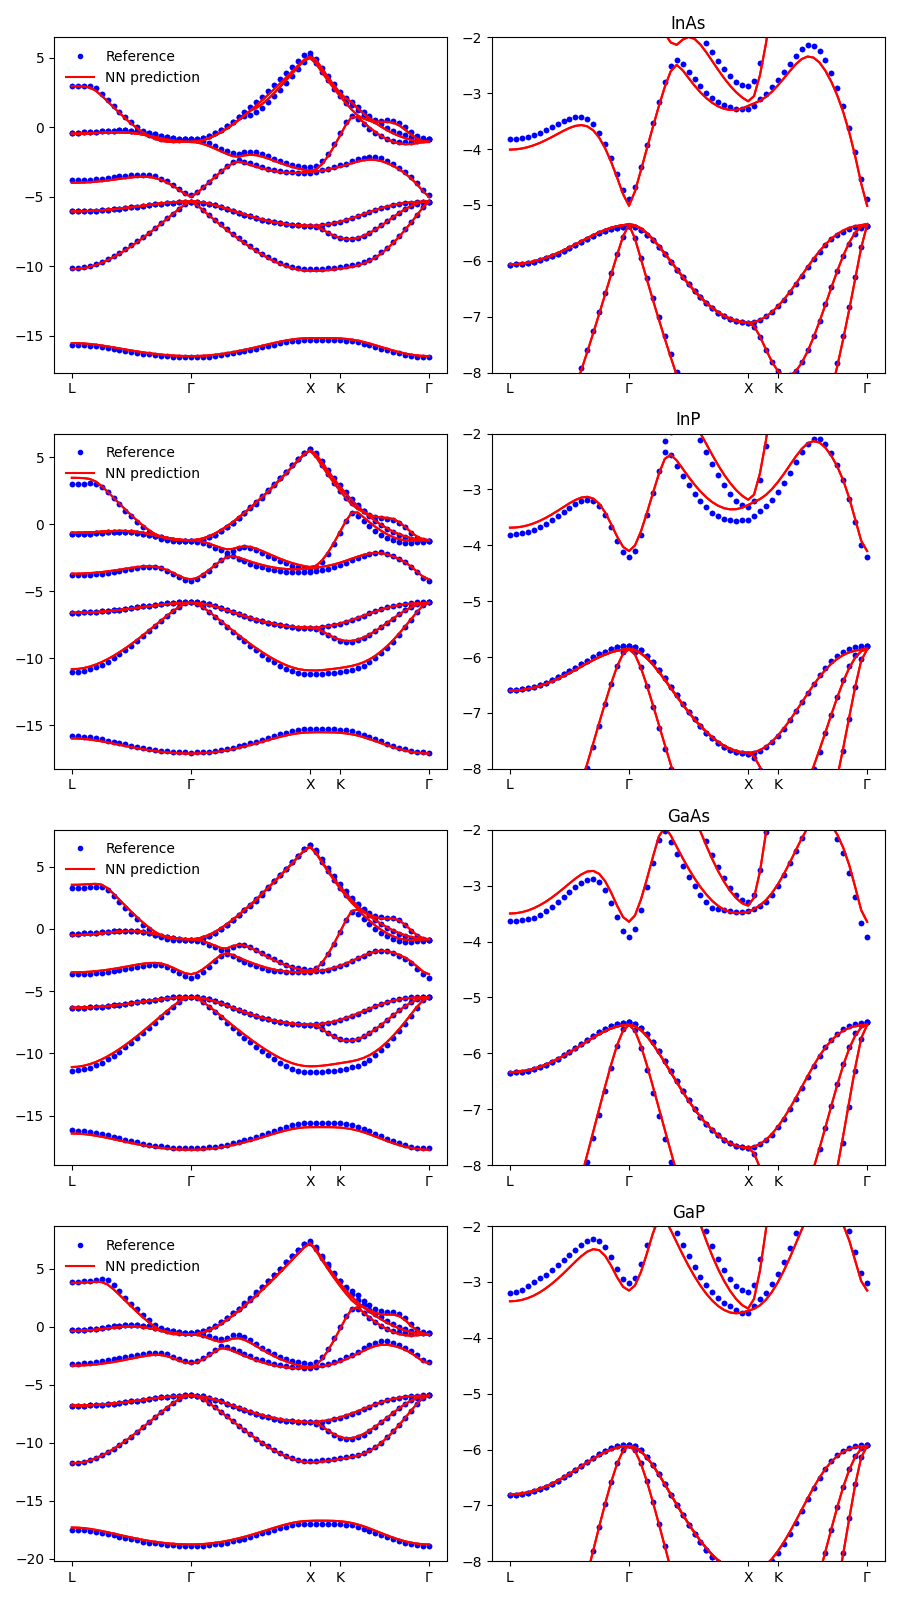 InAs
5
0
−5
−10
−15
Reference
NN prediction
L Γ X K Γ
−2
−3
−4
−5
−6
−7
−8
L Γ X K Γ
InP
5
0
−5
−10
−15
Reference
NN prediction
L Γ X K Γ
−2
−3
−4
−5
−6
−7
−8
L Γ X K Γ
GaAs
5
0
−5
−10
−15
Reference
NN prediction
L Γ X K Γ
−2
−3
−4
−5
−6
−7
−8
L Γ X K Γ
GaP
5
0
−5
−10
−15
−20
Reference
NN prediction
L Γ X K Γ
−2
−3
−4
−5
−6
−7
−8
L Γ X K Γ